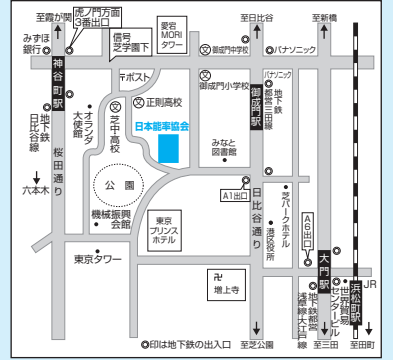 至霞が関
虎ノ門方面
3番出口
みずほ
銀行
信号
芝学園下
愛宕
MORI
タワー
至日比谷
至新橋
文御成門中学校
パナソニック
神谷町駅
〒ポスト
文正則高校
文御成門小学校
パナソニック
地下鉄
都営三田線
御成門駅
地下鉄
日比谷線
オランダ
大使館
文芝中高校
日本能率協会
みなと
図書館
桜田通り
六本木
公園
機械振興
会館
A1出口
日比谷通り
芝パークホテル
港区役所
A6出口
東京
プリンス
ホテル
東京タワー
卍
増上寺
大門駅
地下鉄都営
浅草線・大江戸線
世界貿易
センタービル
浜松町駅
JR
◎印は地下鉄の出入口
至芝公園
至三田
至田町